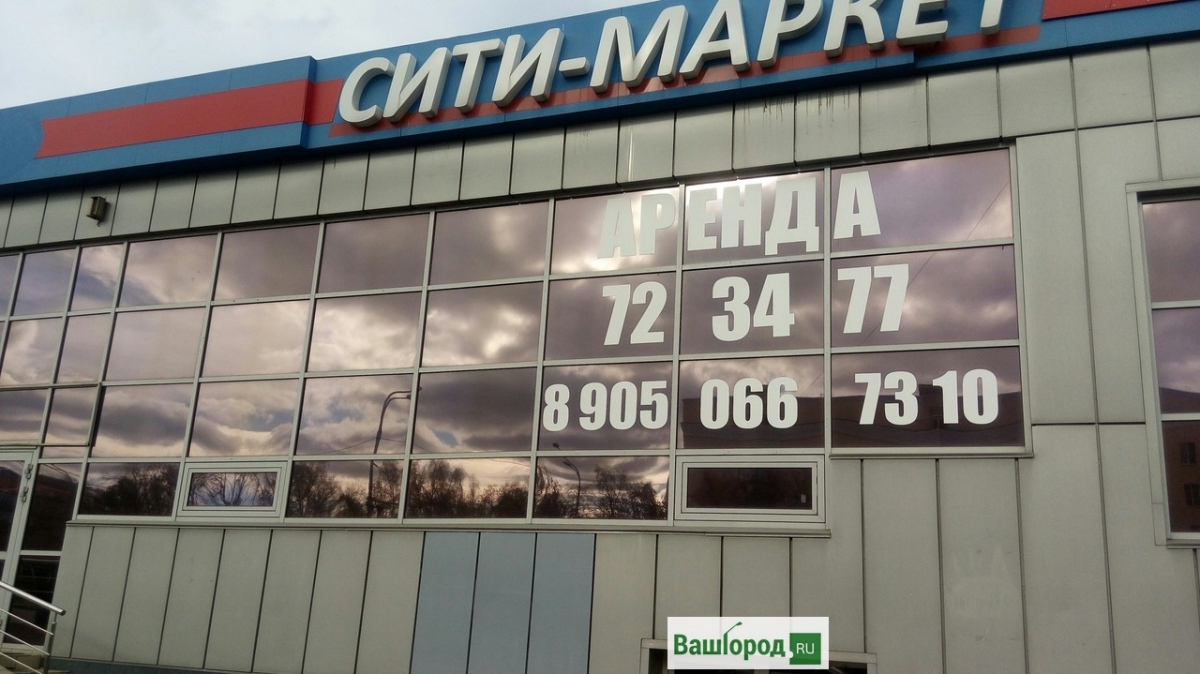 СИТИ-МАРКЕТ
АРЕНДА
72 34 77
8 905 066 73 10
ВашГород.RU